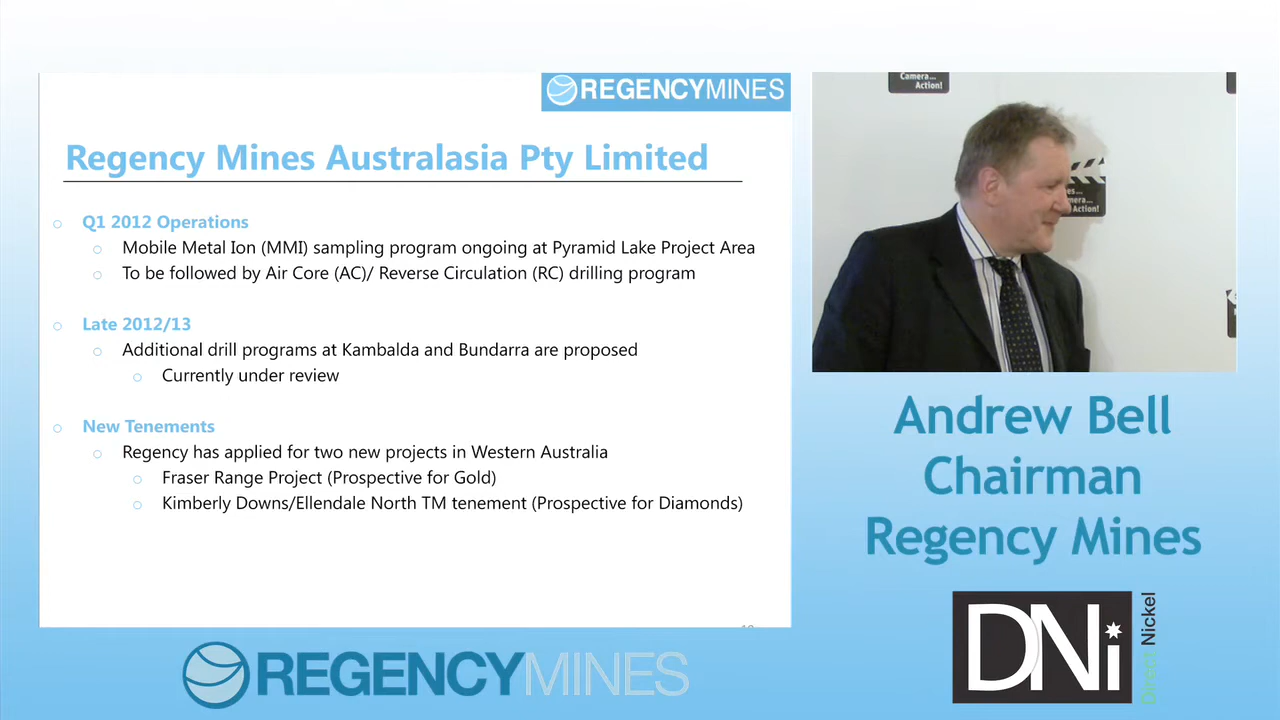 REGENCYMINES
Regency Mines Australasia Pty Limited
Q1 2012 Operations
Mobile Metal Ion (MMI) sampling program ongoing at Pyramid Lake Project Area
To be followed by Air Core (AC)/ Reverse Circulation (RC) drilling program
Late 2012/13
Additional drill programs at Kambalda and Bundarra are proposed
Currently under review
New Tenements
Regency has applied for two new projects in Western Australia
Fraser Range Project (Prospective for Gold)
Kimberly Downs/Ellendale North TM tenement (Prospective for Diamonds)
Camera...
Action!
Action!
Andrew Bell
Chairman
Regency Mines
REGENCYMINES
DNi
Direct Nickel